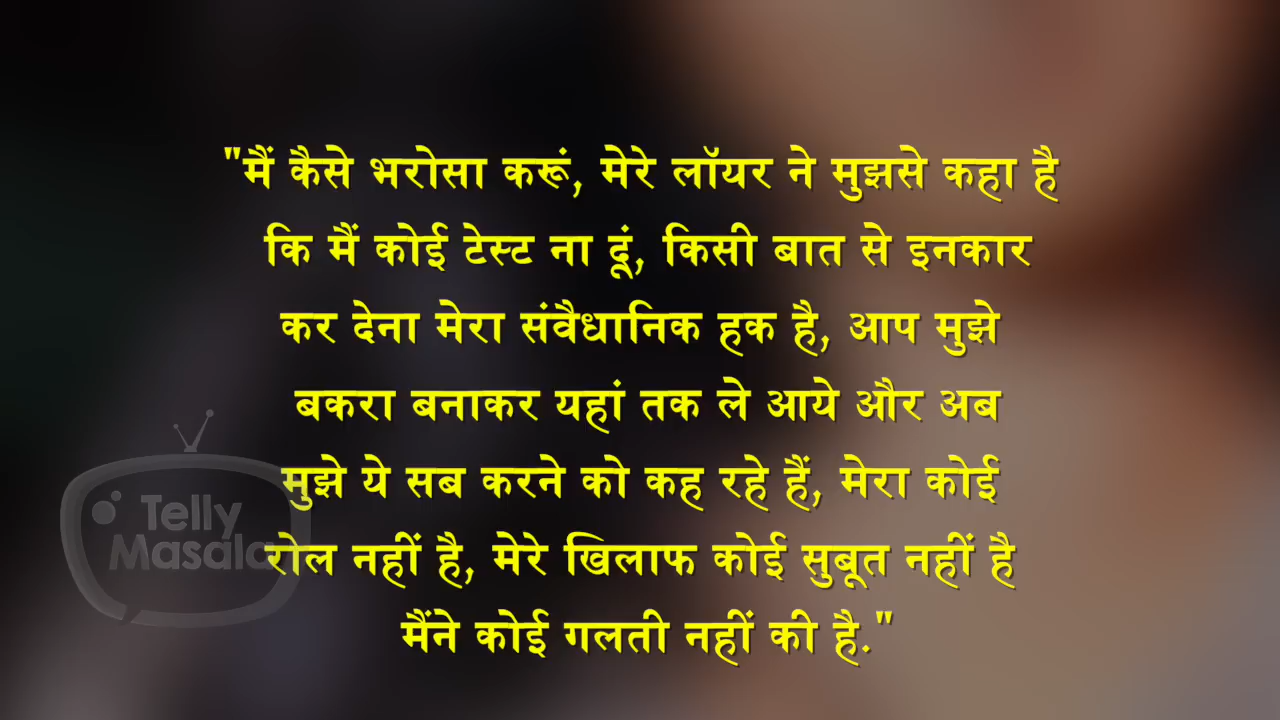 "मैं कैसे भरोसा करूं, मेरे लॉयर ने मुझसे कहा है
कि मैं कोई टेस्ट ना दूं, किसी बात से इनकार
कर देना मेरा संवैधानिक हक है, आप मुझे
बकरा बनाकर यहां तक ले आये और अब
मुझे ये सब करने को कह रहे हैं, मेरा कोई
रोल नहीं है, मेरे खिलाफ कोई सुबूत नहीं है
मैंने कोई गलती नहीं की है."
Telly
Masala